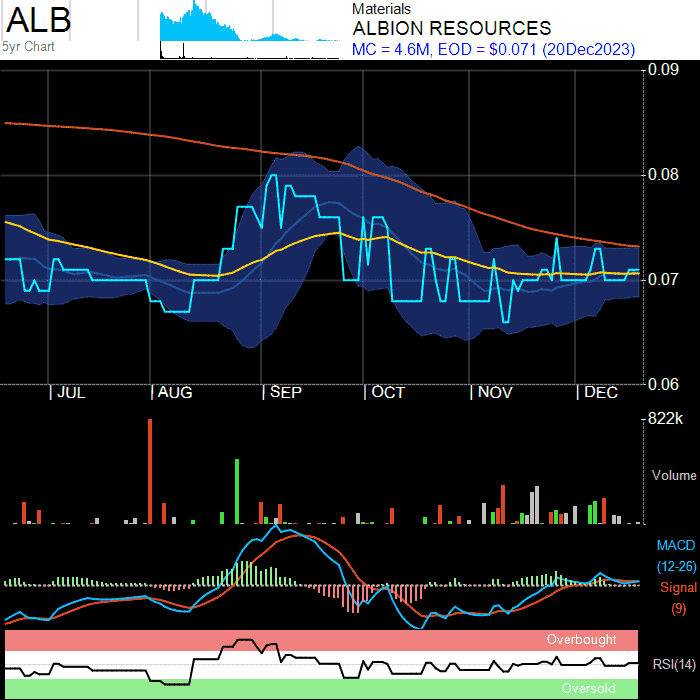 ALB
5yr Chart
Materials
ALBION RESOURCES
MC = 4.6M, EOD = $0.071 (20Dec2023)
0.09
0.08
0.07
0.06
JUL AUG SEP OCT NOV DEC
822k
Volume
MACD
(12-26)
Signal
(9)
Overbought
RSI(14)
Oversold